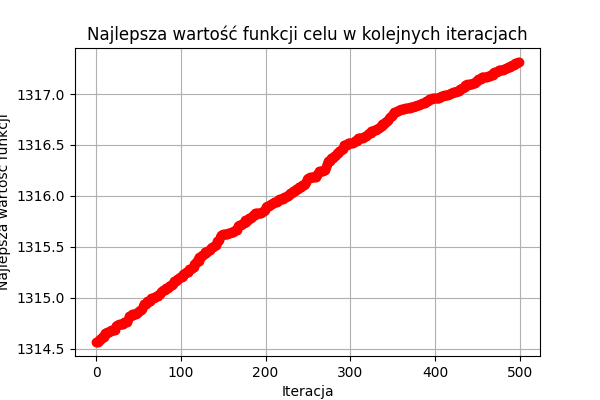 Najlepsza wartość funkcji celu w kolejnych iteracjach
Najlepsza wartość funkcji
1317.0
1316.5
1316.0
1315.5
1315.0
1314.5
0 100 200 300 400 500
Iteracja